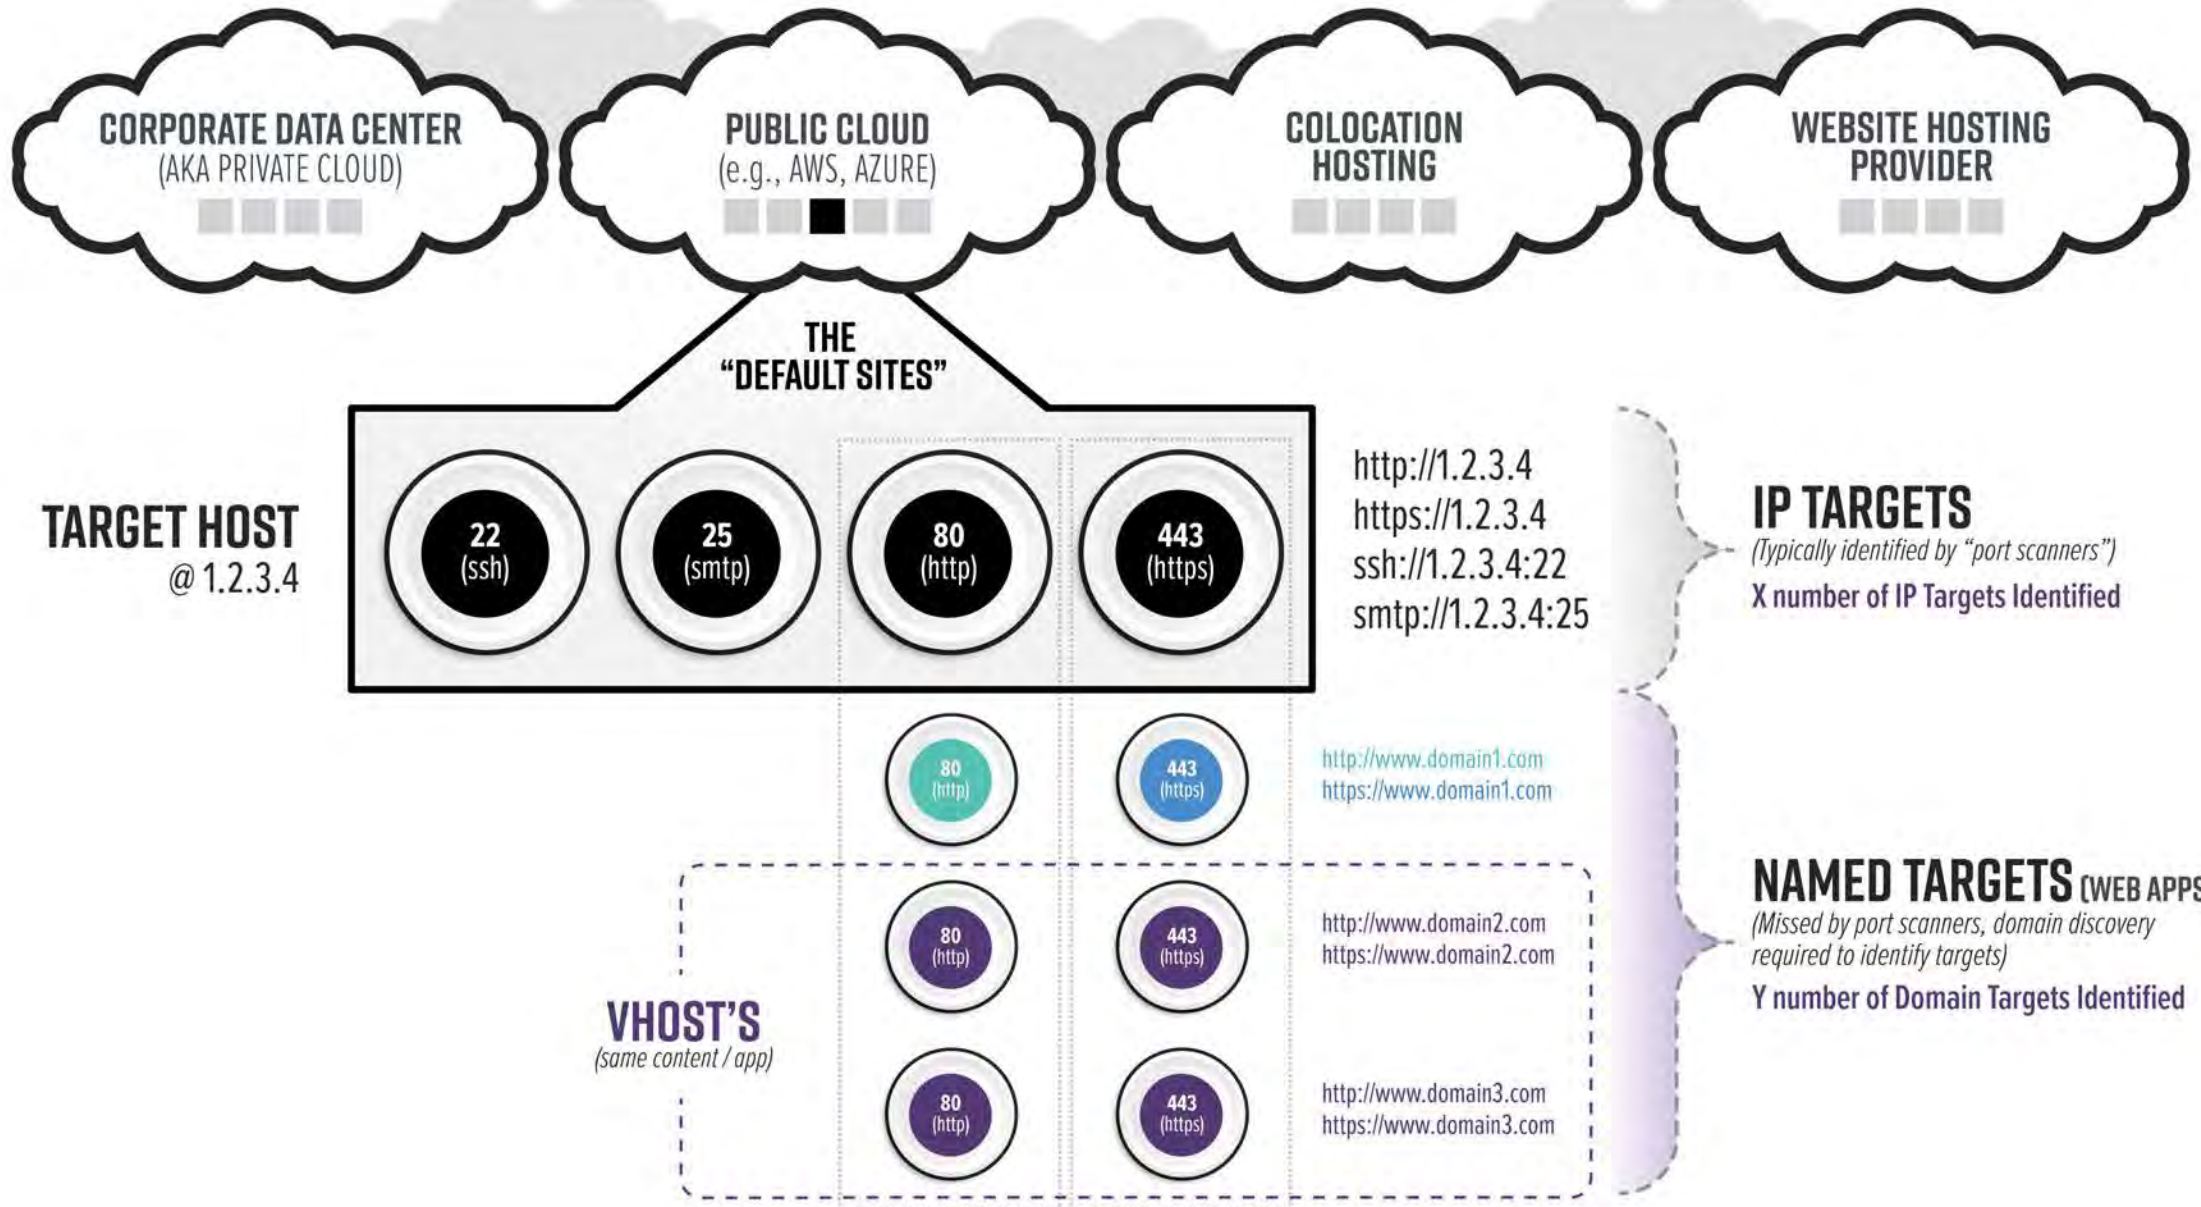 CORPORATE DATA CENTER
(AKA PRIVATE CLOUD)
PUBLIC CLOUD
(e.g., AWS, AZURE)
COLOCATION
HOSTING
WEBSITE HOSTING
PROVIDER
THE
“DEFAULT SITES”
TARGET HOST
@ 1.2.3.4
22
(ssh)
25
(smtp)
80
(http)
443
(https)
http://1.2.3.4
https://1.2.3.4
ssh://1.2.3.4:22
smtp://1.2.3.4:25
IP TARGETS
(Typically identified by “port scanners”)
X number of IP Targets Identified
80
(http)
443
(https)
http://www.domain1.com
https://www.domain1.com
VHOST’S
(same content / app)
80
(http)
443
(https)
http://www.domain2.com
https://www.domain2.com
80
(http)
443
(https)
http://www.domain3.com
https://www.domain3.com
NAMED TARGETS (WEB APPS
(Missed by port scanners, domain discovery
required to identify targets)
Y number of Domain Targets Identified